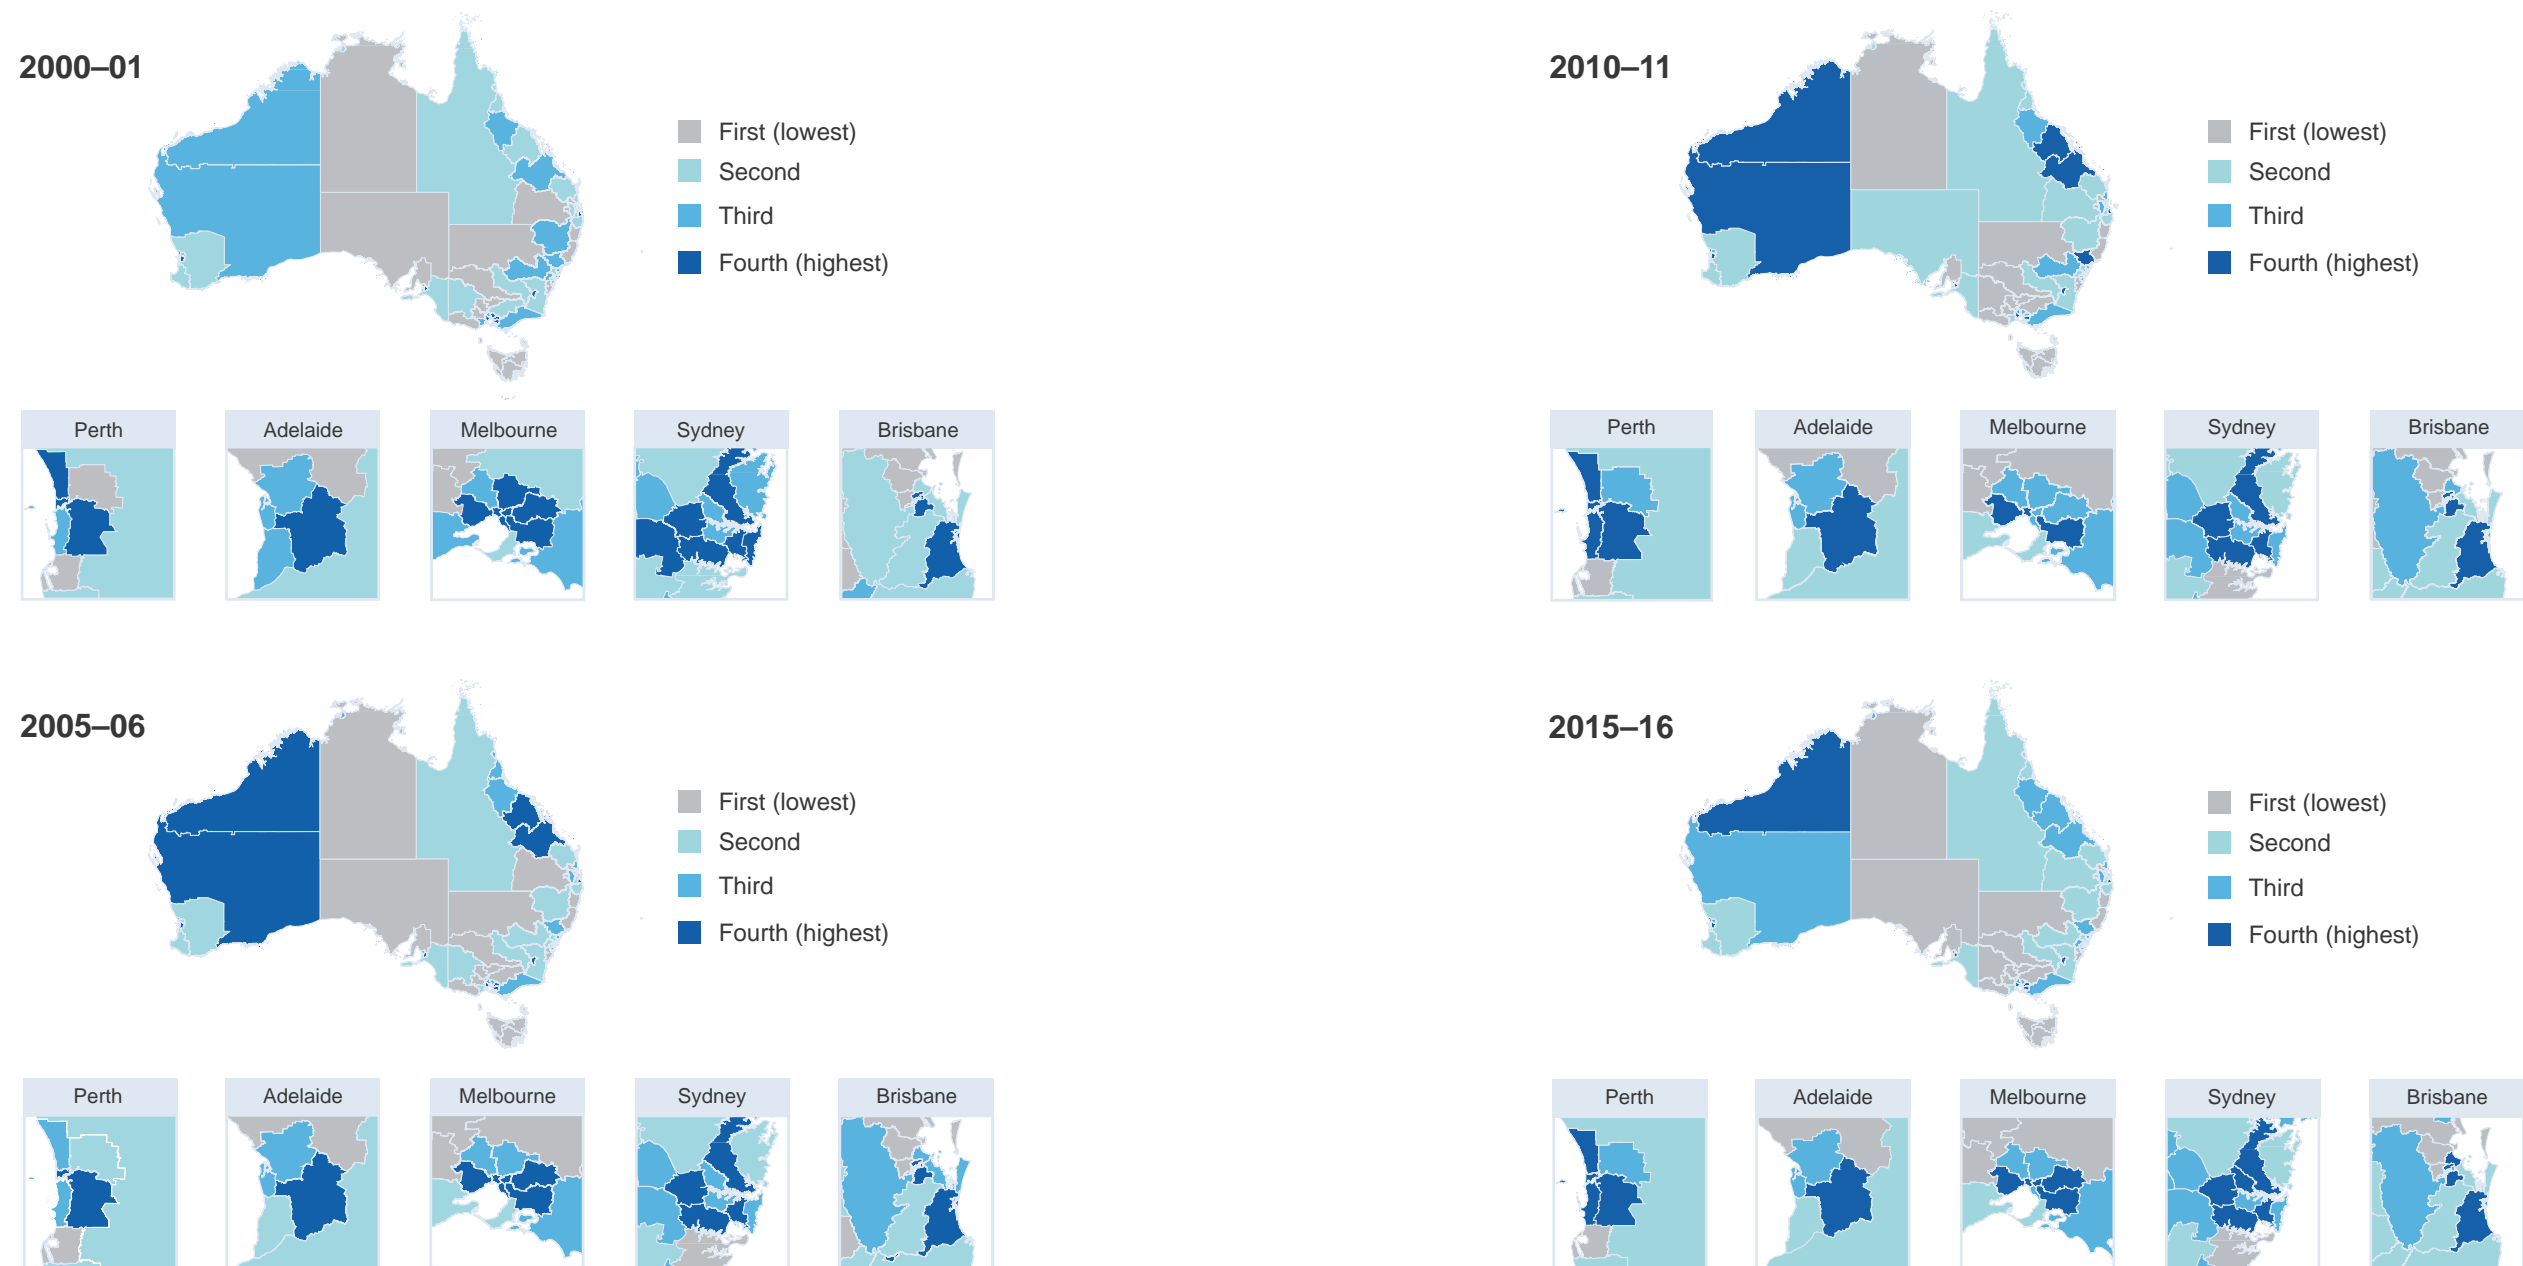 2000–01
First (lowest)
Second
Third
Fourth (highest)
Perth
Adelaide
Melbourne
Sydney
Brisbane
2010–11
First (lowest)
Second
Third
Fourth (highest)
Perth
Adelaide
Melbourne
Sydney
Brisbane
2005–06
First (lowest)
Second
Third
Fourth (highest)
Perth
Adelaide
Melbourne
Sydney
Brisbane
2015–16
First (lowest)
Second
Third
Fourth (highest)
Perth
Adelaide
Melbourne
Sydney
Brisbane